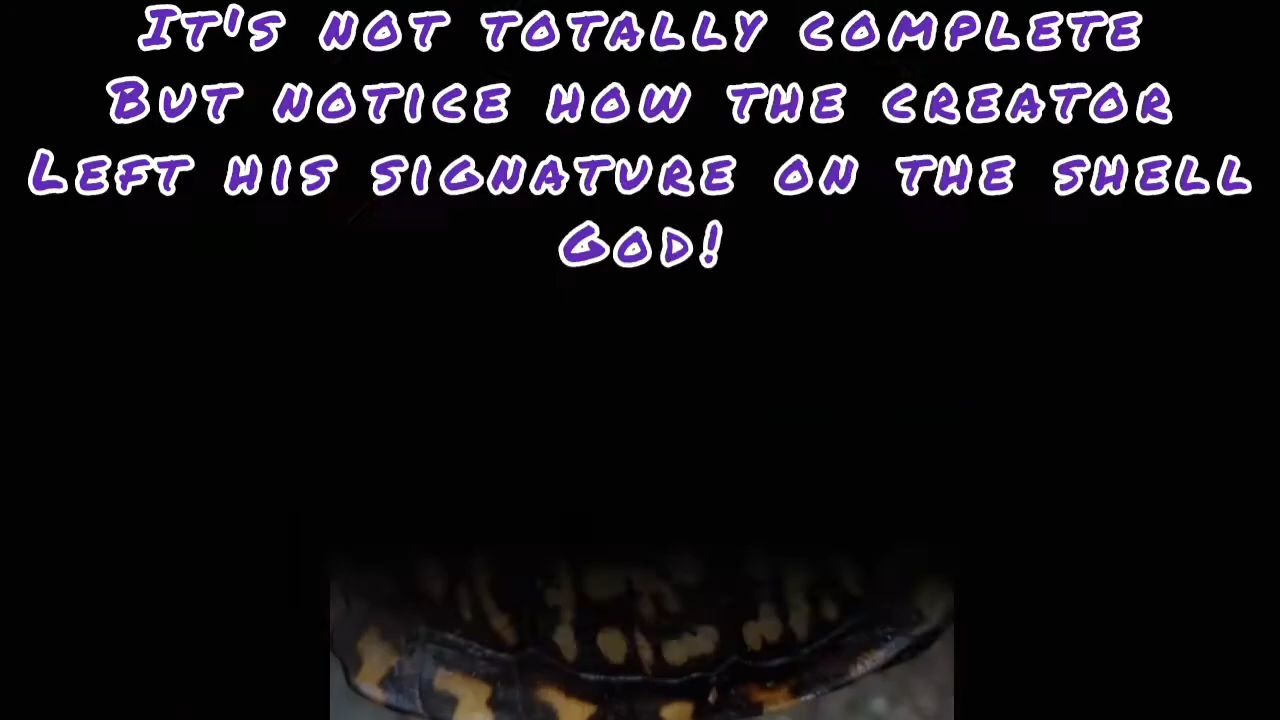 It's not totally complete
But notice how the creator
Left his signature on the shell
God!